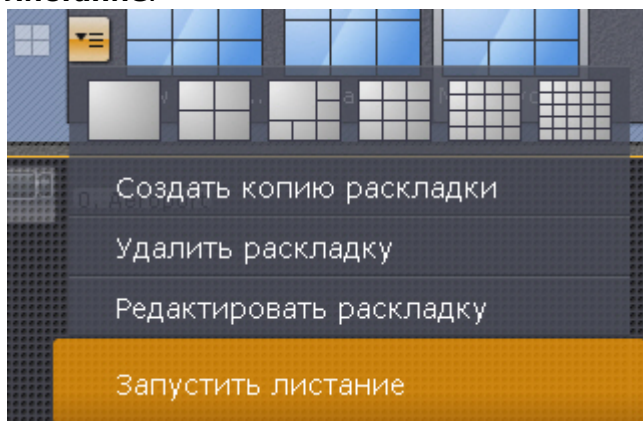 Создать копию раскладки
Удалить раскладку
Редактировать раскладку
Запустить листание